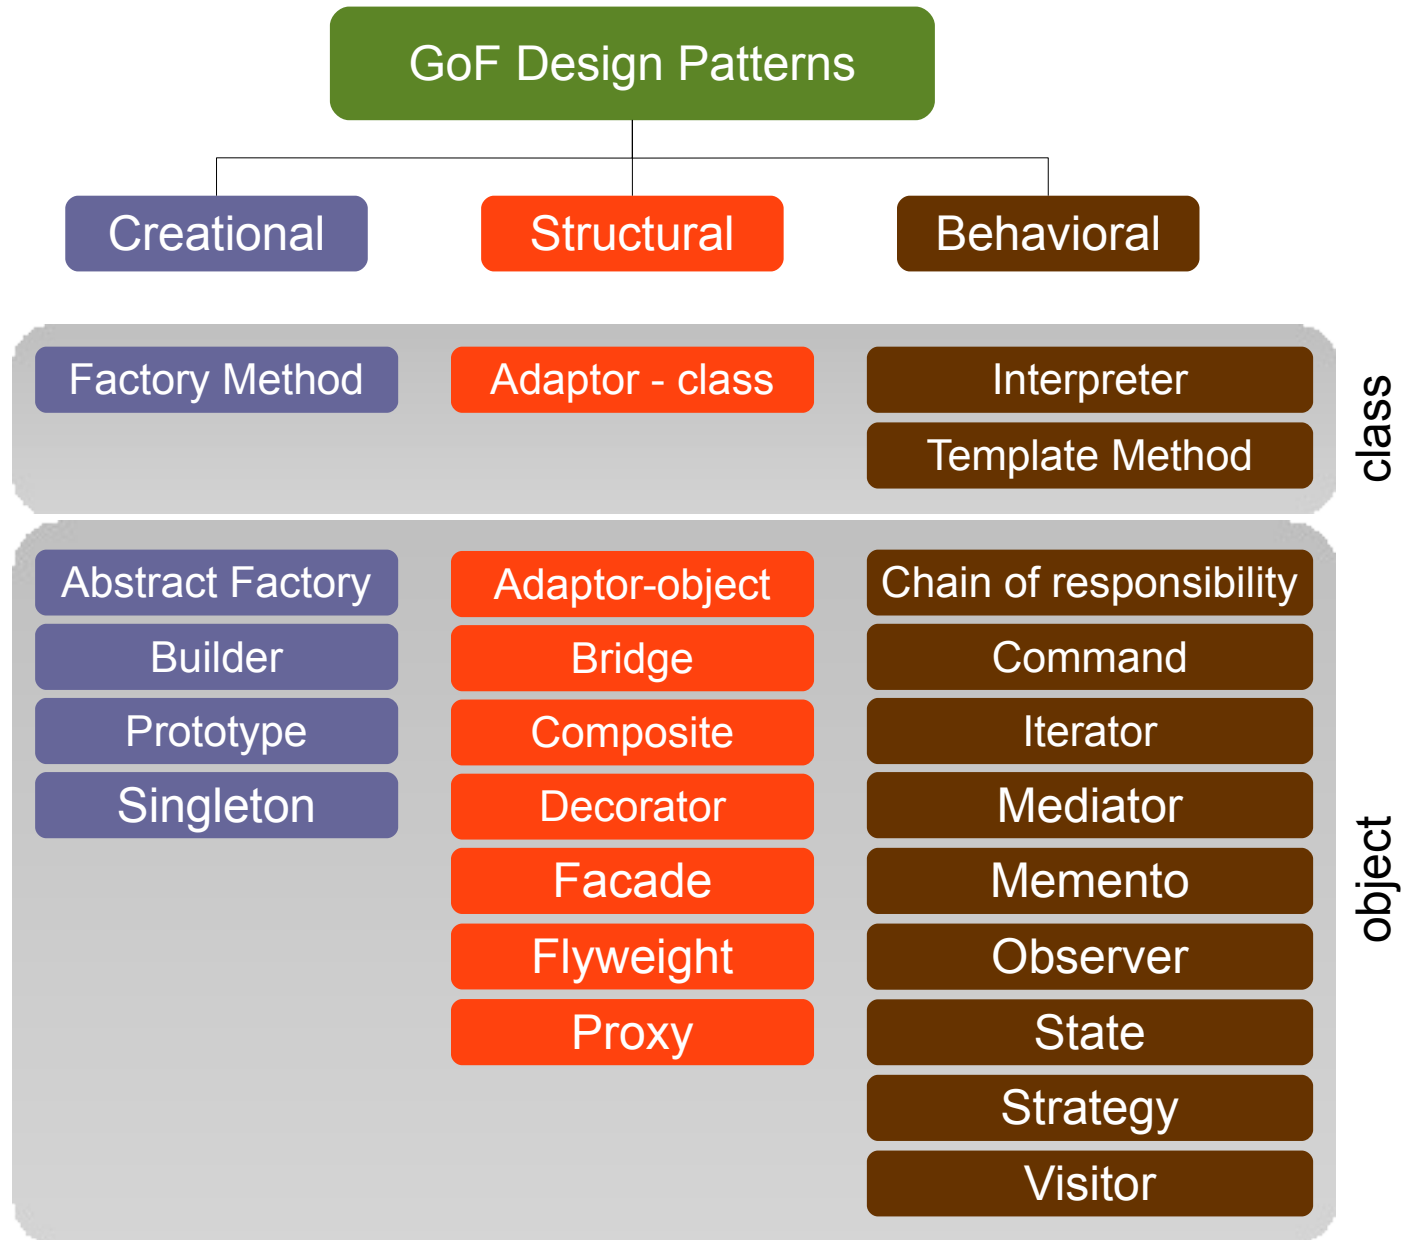 GoF Design Patterns
Creational
Structural
Behavioral
class
Factory Method
Adaptor - class
Interpreter
Template Method
object
Abstract Factory
Builder
Prototype
Singleton
Adaptor-object
Bridge
Composite
Decorator
Facade
Flyweight
Proxy
Chain of responsibility
Command
Iterator
Mediator
Memento
Observer
State
Strategy
Visitor